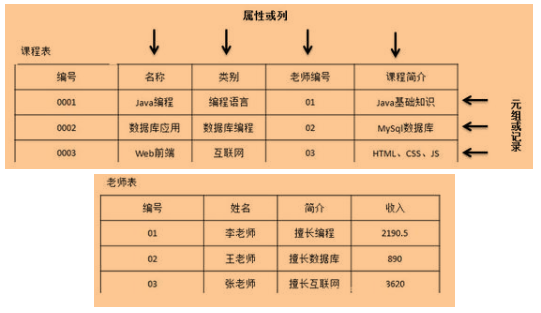 属性或列
课程表
编号 名称 类别 老师编号 课程简介
0001 Java编程 编程语言 01 Java基础知识
0002 数据库应用 数据库编程 02 MySql数据库
0003 Web前端 互联网 03 HTML、CSS、JS
元组或记录
老师表
编号 姓名 简介 收入
01 李老师 擅长编程 2190.5
02 王老师 擅长数据库 890
03 张老师 擅长互联网 3620